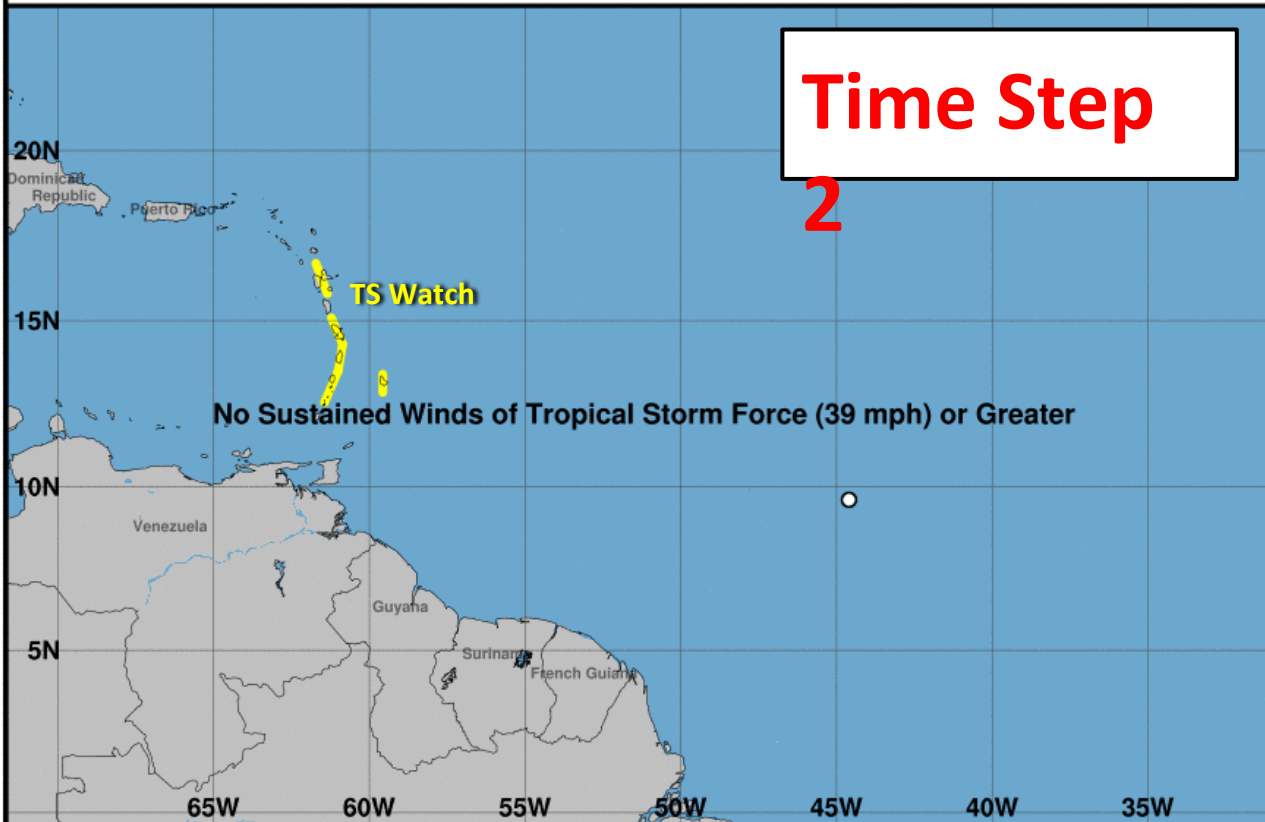 Time Step
2
20N
Dominican
Republic
Puerto Rico
TS Watch
15N
No Sustained Winds of Tropical Storm Force (39 mph) or Greater
10N
Venezuela
Guyana
5N
Surinam
French Guiana
65W 60W 55W 50W 45W 40W 35W